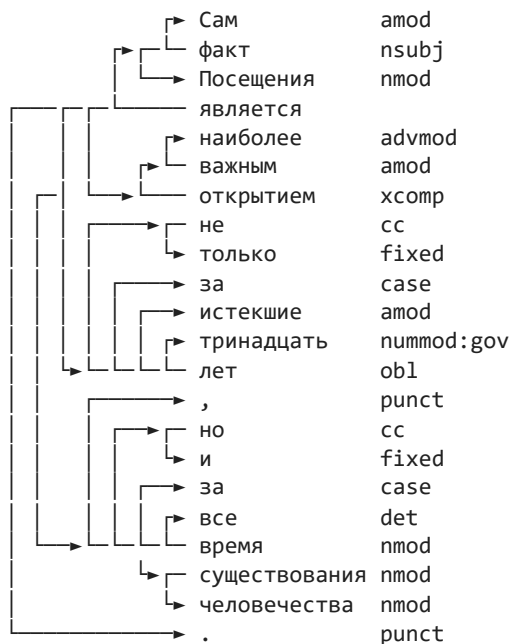 Сам amod
факт nsubj
Посещения nmod
является
наиболее advmod
важным amod
открытием xcomp
не cc
только fixed
за case
истекшие amod
тринадцать nummod:gov
лет obl
, punct
но cc
и fixed
за case
все det
время nmod
существования nmod
человечества nmod
. punct